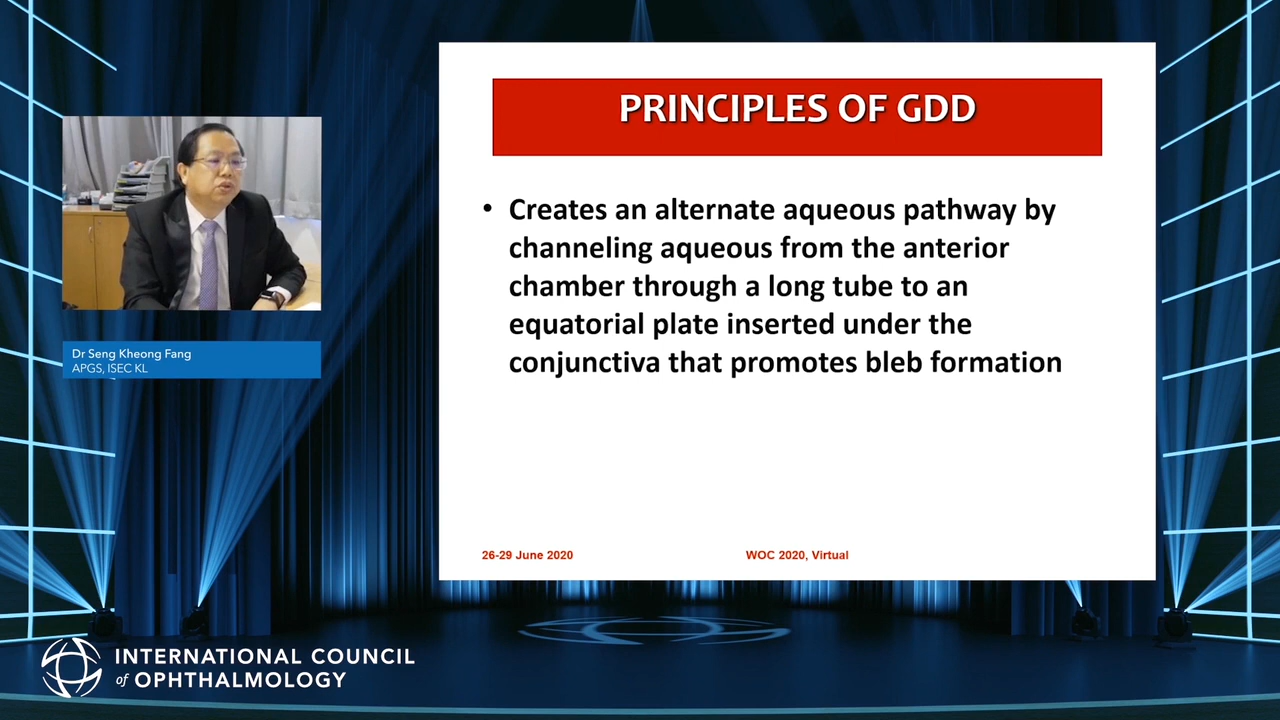 PRINCIPLES OF GDD
• Creates an alternate aqueous pathway by
channeling aqueous from the anterior
chamber through a long tube to an
equatorial plate inserted under the
conjunctiva that promotes bleb formation
26-29 June 2020
WOC 2020, Virtual
Dr Seng Kheong Fang
APGS, ISEC KL
INTERNATIONAL COUNCIL
of OPHTHALMOLOGY